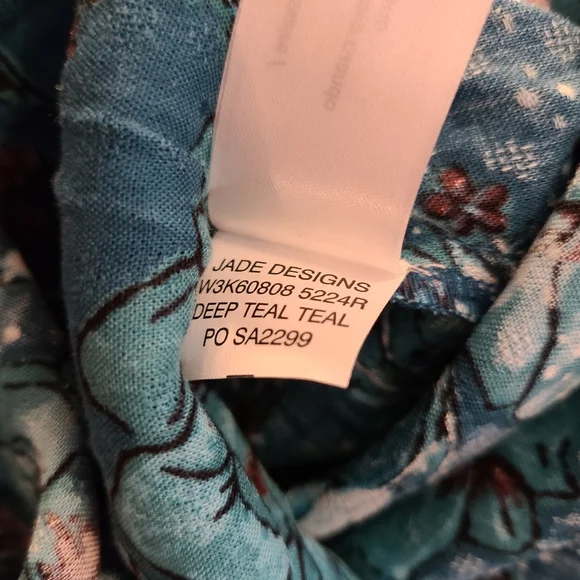 JADE DESIGNS
W3K60808 5224R
DEEP TEAL TEAL
PO SA2299